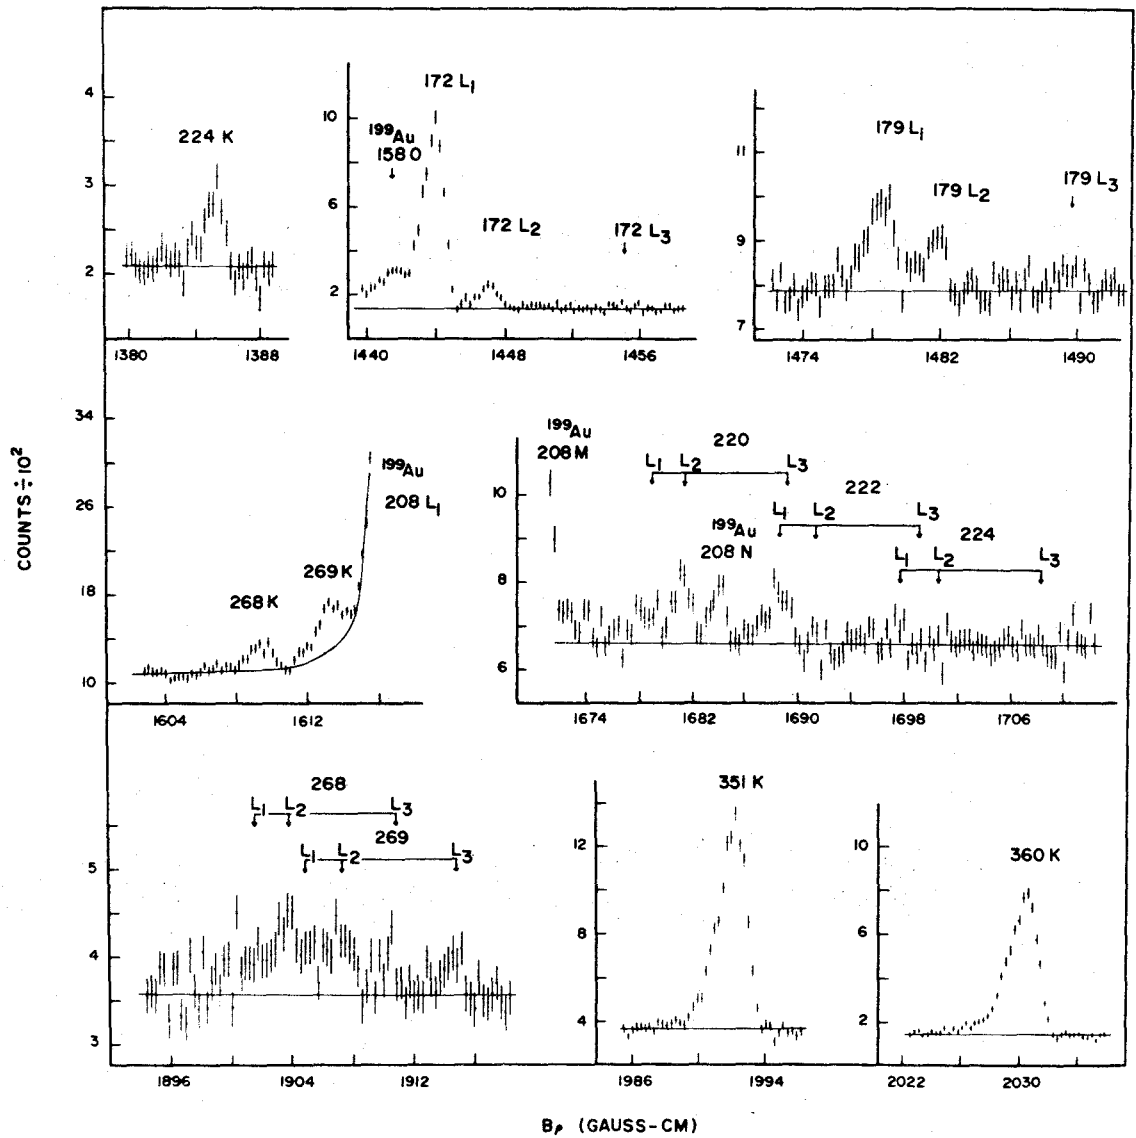 COUNTS÷10²
4
3
2
224 K
1380 1388
10
6
2
172 L₁
¹⁹⁹Au
158 O
172 L₂
172 L₃
1440 1448 1456
11
9
7
179 L₁
179 L₂
179 L₃
1474 1482 1490
34
26
18
10
¹⁹⁹Au
208 L₁
269 K
268 K
1604 1612
10
8
6
¹⁹⁹Au
208 M
220
L₁ L₂ L₃
222
L₁ L₂ L₃
¹⁹⁹Au
208 N
224
L₁ L₂ L₃
1674 1682 1690 1698 1706
5
4
3
268
L₁ L₂ L₃
269
L₁ L₂ L₃
1896 1904 1912
12
8
4
351 K
1986 1994
10
6
2
360 K
2022 2030
Bρ (GAUSS-CM)